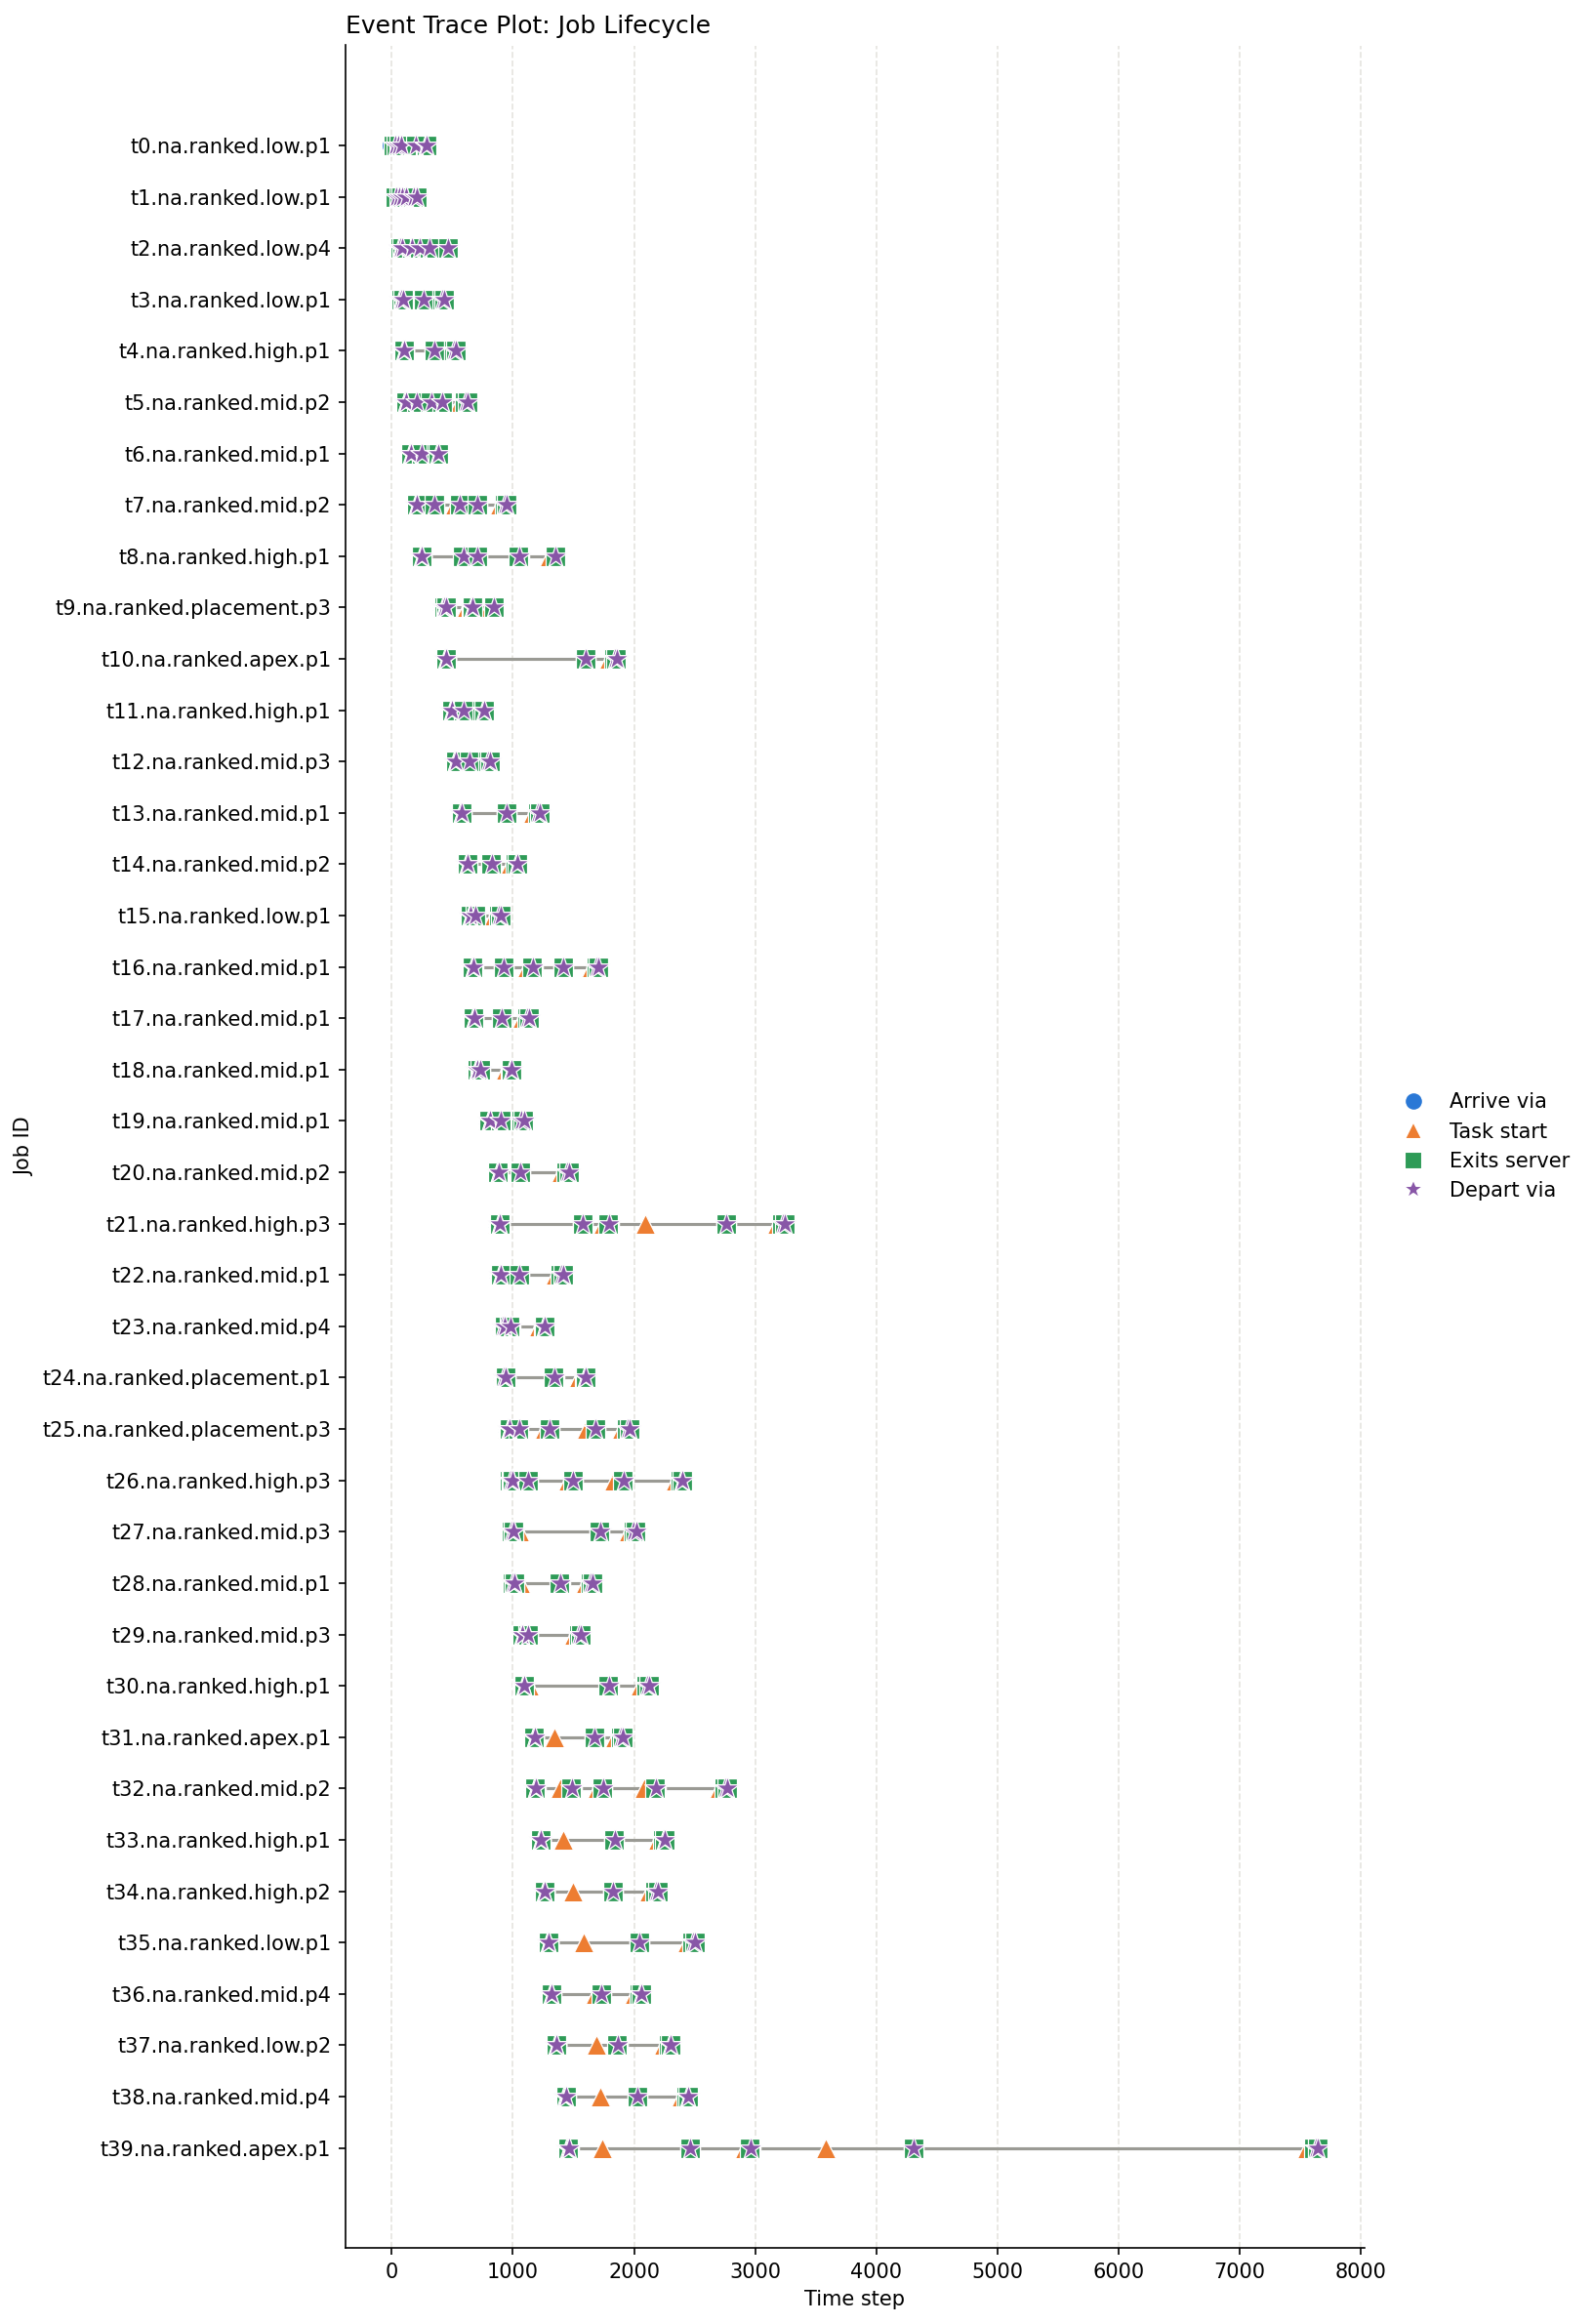 Event Trace Plot: Job Lifecycle
t0.na.ranked.low.p1
t1.na.ranked.low.p1
t2.na.ranked.low.p4
t3.na.ranked.low.p1
t4.na.ranked.high.p1
t5.na.ranked.mid.p2
t6.na.ranked.mid.p1
t7.na.ranked.mid.p2
t8.na.ranked.high.p1
t9.na.ranked.placement.p3
t10.na.ranked.apex.p1
t11.na.ranked.high.p1
t12.na.ranked.mid.p3
t13.na.ranked.mid.p1
t14.na.ranked.mid.p2
t15.na.ranked.low.p1
t16.na.ranked.mid.p1
t17.na.ranked.mid.p1
t18.na.ranked.mid.p1
t19.na.ranked.mid.p1
t20.na.ranked.mid.p2
t21.na.ranked.high.p3
t22.na.ranked.mid.p1
t23.na.ranked.mid.p4
t24.na.ranked.placement.p1
t25.na.ranked.placement.p3
t26.na.ranked.high.p3
t27.na.ranked.mid.p3
t28.na.ranked.mid.p1
t29.na.ranked.mid.p3
t30.na.ranked.high.p1
t31.na.ranked.apex.p1
t32.na.ranked.mid.p2
t33.na.ranked.high.p1
t34.na.ranked.high.p2
t35.na.ranked.low.p1
t36.na.ranked.mid.p4
t37.na.ranked.low.p2
t38.na.ranked.mid.p4
t39.na.ranked.apex.p1
Job ID
0 1000 2000 3000 4000 5000 6000 7000 8000
Time step
Arrive via
Task start
Exits server
Depart via